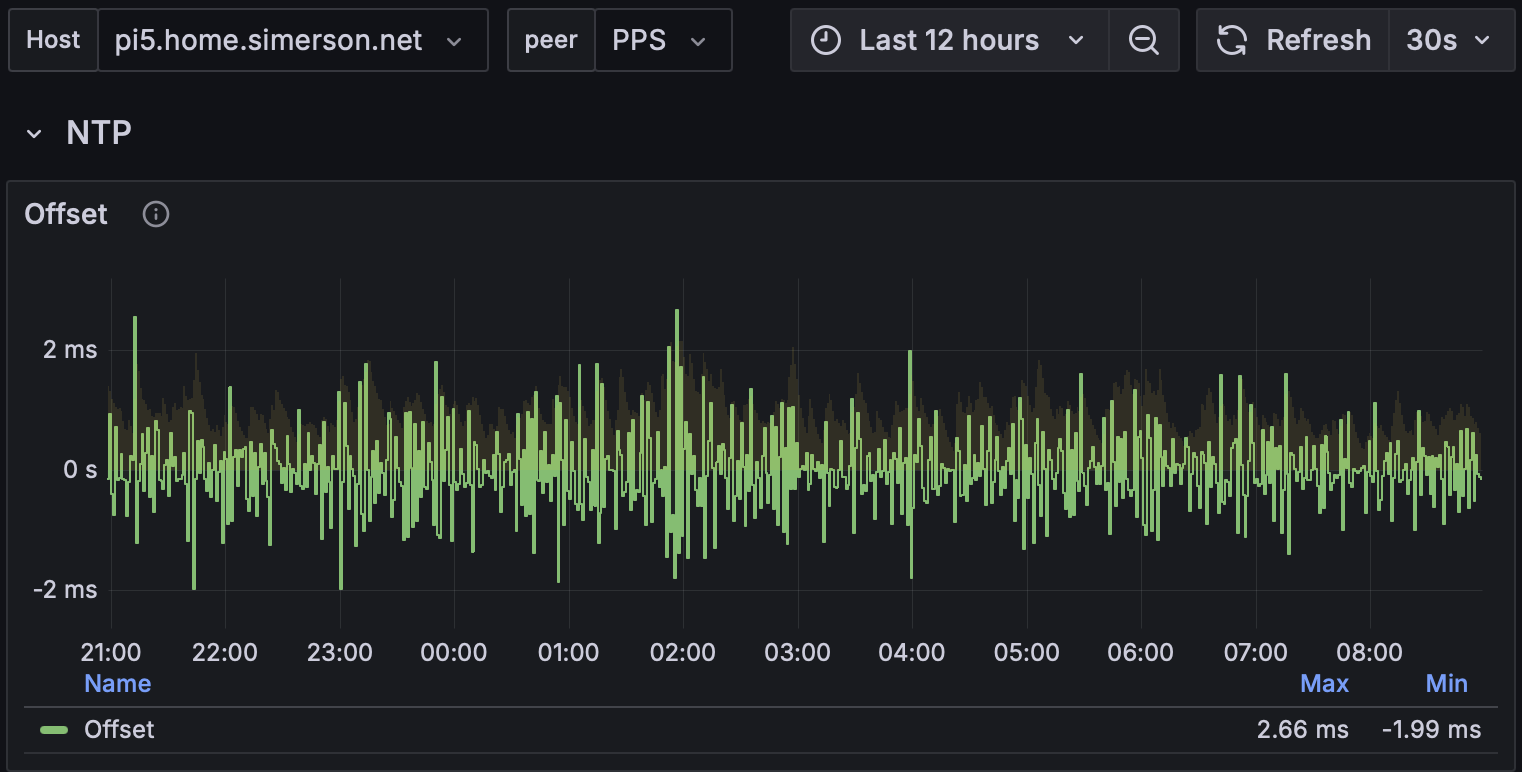 Host pi5.home.simerson.net peer PPS Last 12 hours Refresh 30s
NTP
Offset
2 ms
0 s
-2 ms
21:00 22:00 23:00 00:00 01:00 02:00 03:00 04:00 05:00 06:00 07:00 08:00
Name Max Min
Offset 2.66 ms -1.99 ms